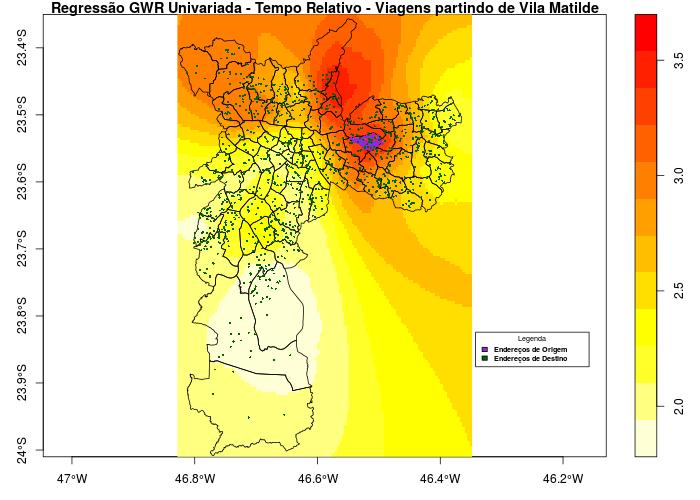 Regressão GWR Univariada - Tempo Relativo - Viagens partindo de Vila Matilde
23.4°S
23.5°S
23.6°S
23.7°S
23.8°S
23.9°S
24°S
47°W
46.8°W
46.6°W
46.4°W
46.2°W
3.5
3.0
2.5
2.0
Legenda
Endereços de Origem
Endereços de Destino